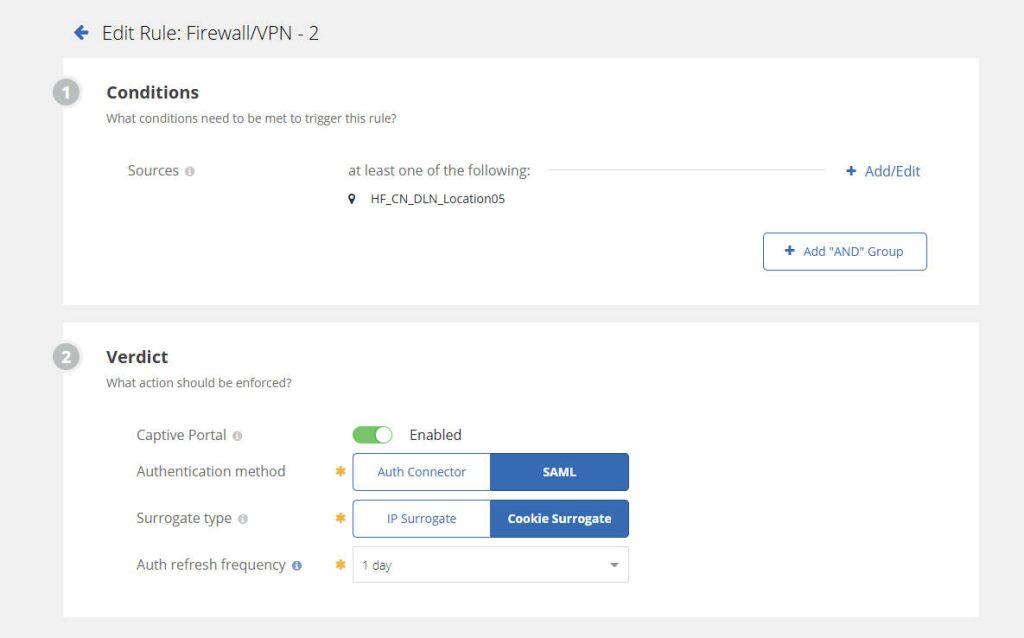 Edit Rule: Firewall/VPN - 2
1 Conditions
What conditions need to be met to trigger this rule?
Sources at least one of the following: Add/Edit
HF_CN_DLN_Location05
Add "AND" Group
2 Verdict
What action should be enforced?
Captive Portal Enabled
Authentication method Auth Connector SAML
Surrogate type IP Surrogate Cookie Surrogate
Auth refresh frequency 1 day